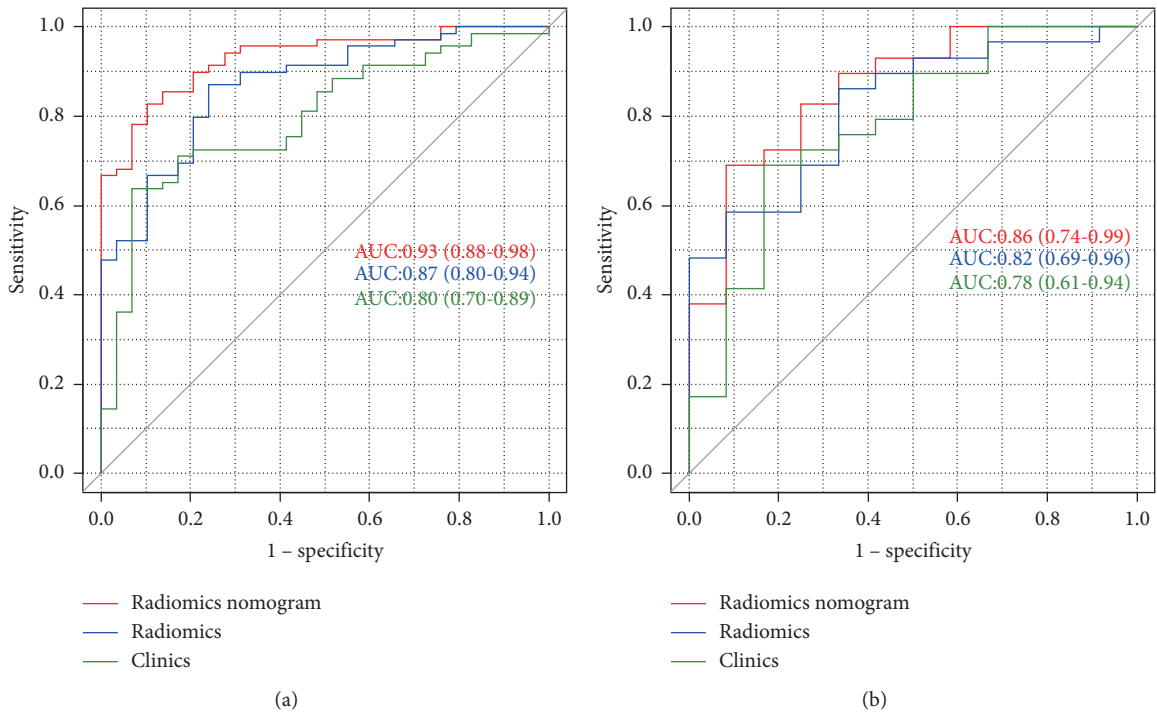 1.0
0.8
0.6
0.4
0.2
0.0
Sensitivity
AUC:0.93 (0.88-0.98)
AUC:0.87 (0.80-0.94)
AUC:0.80 (0.70-0.89)
0.0 0.2 0.4 0.6 0.8 1.0
1 – specificity
Radiomics nomogram
Radiomics
Clinics
(a)
1.0
0.8
0.6
0.4
0.2
0.0
Sensitivity
AUC:0.86 (0.74-0.99)
AUC:0.82 (0.69-0.96)
AUC:0.78 (0.61-0.94)
0.0 0.2 0.4 0.6 0.8 1.0
1 – specificity
Radiomics nomogram
Radiomics
Clinics
(b)